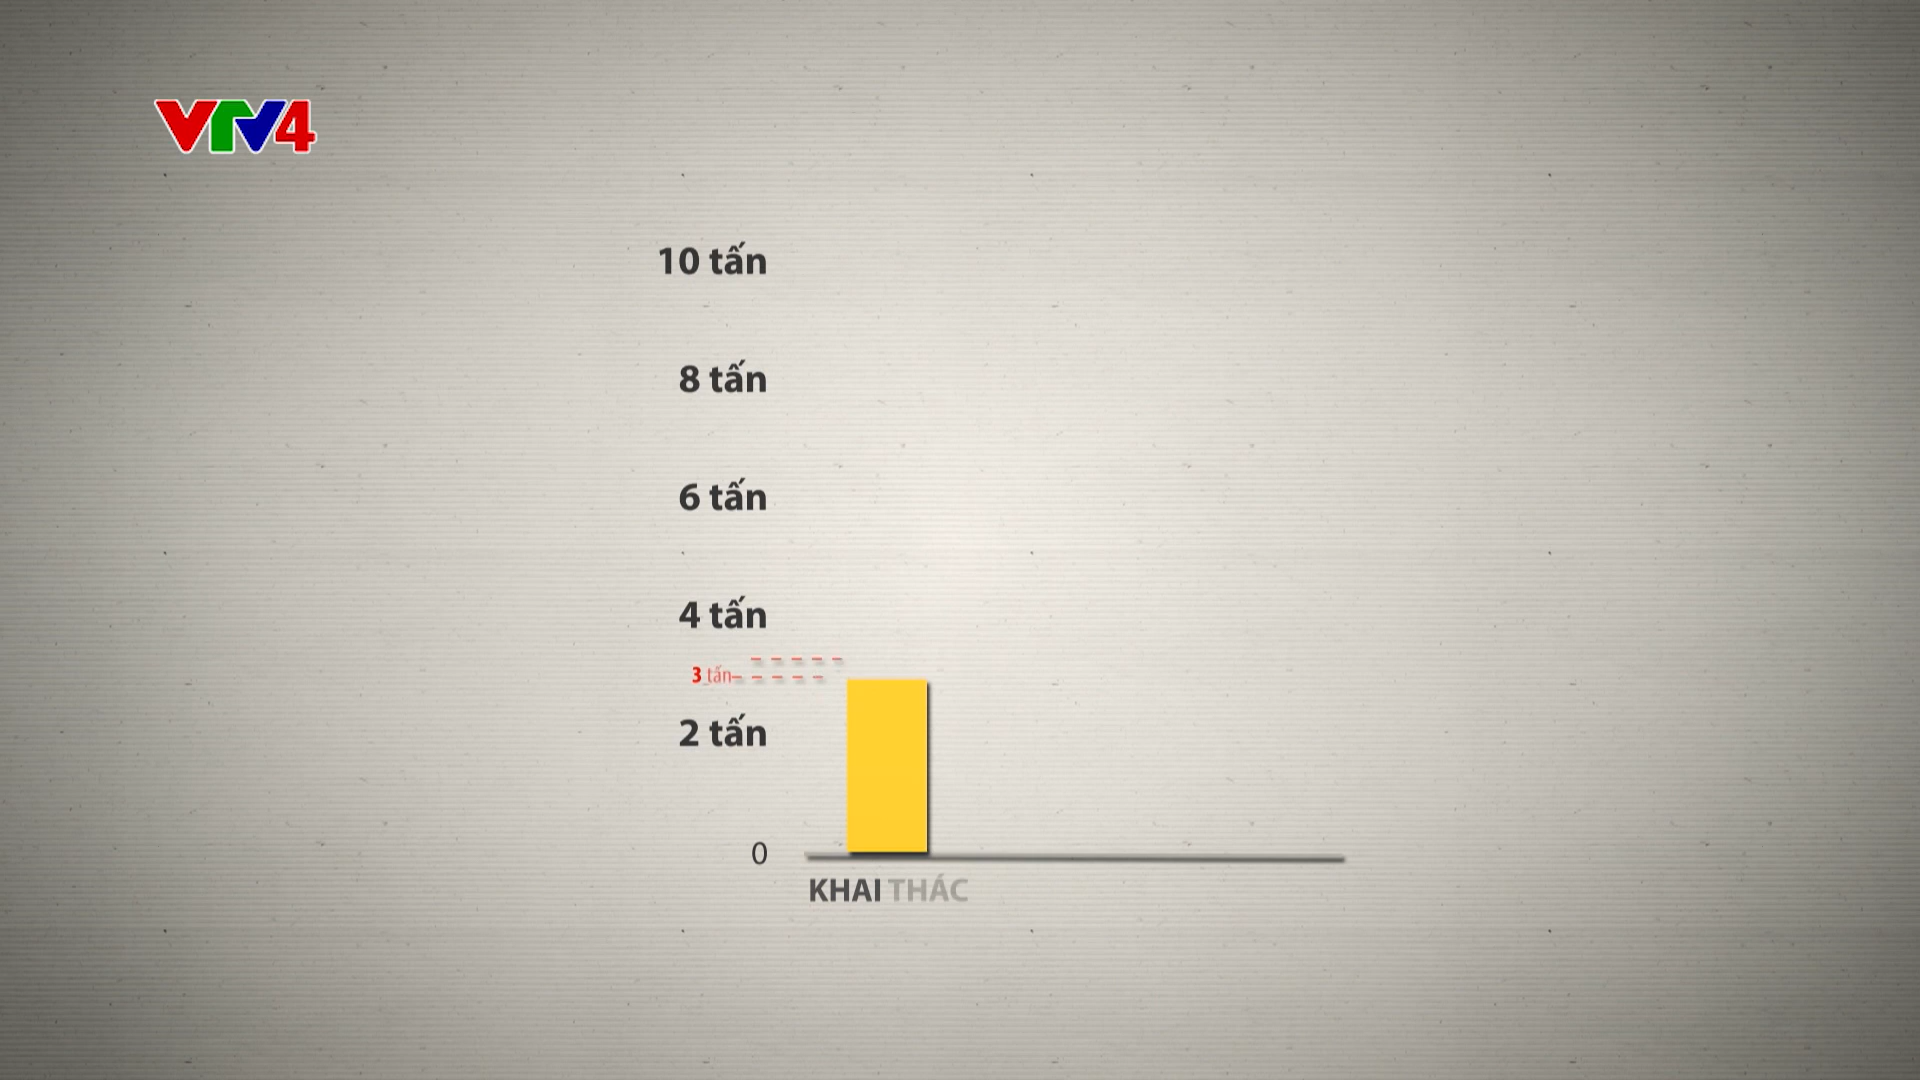 VTV4
10 tấn
8 tấn
6 tấn
4 tấn
3 tấn
2 tấn
0
KHAI THÁC